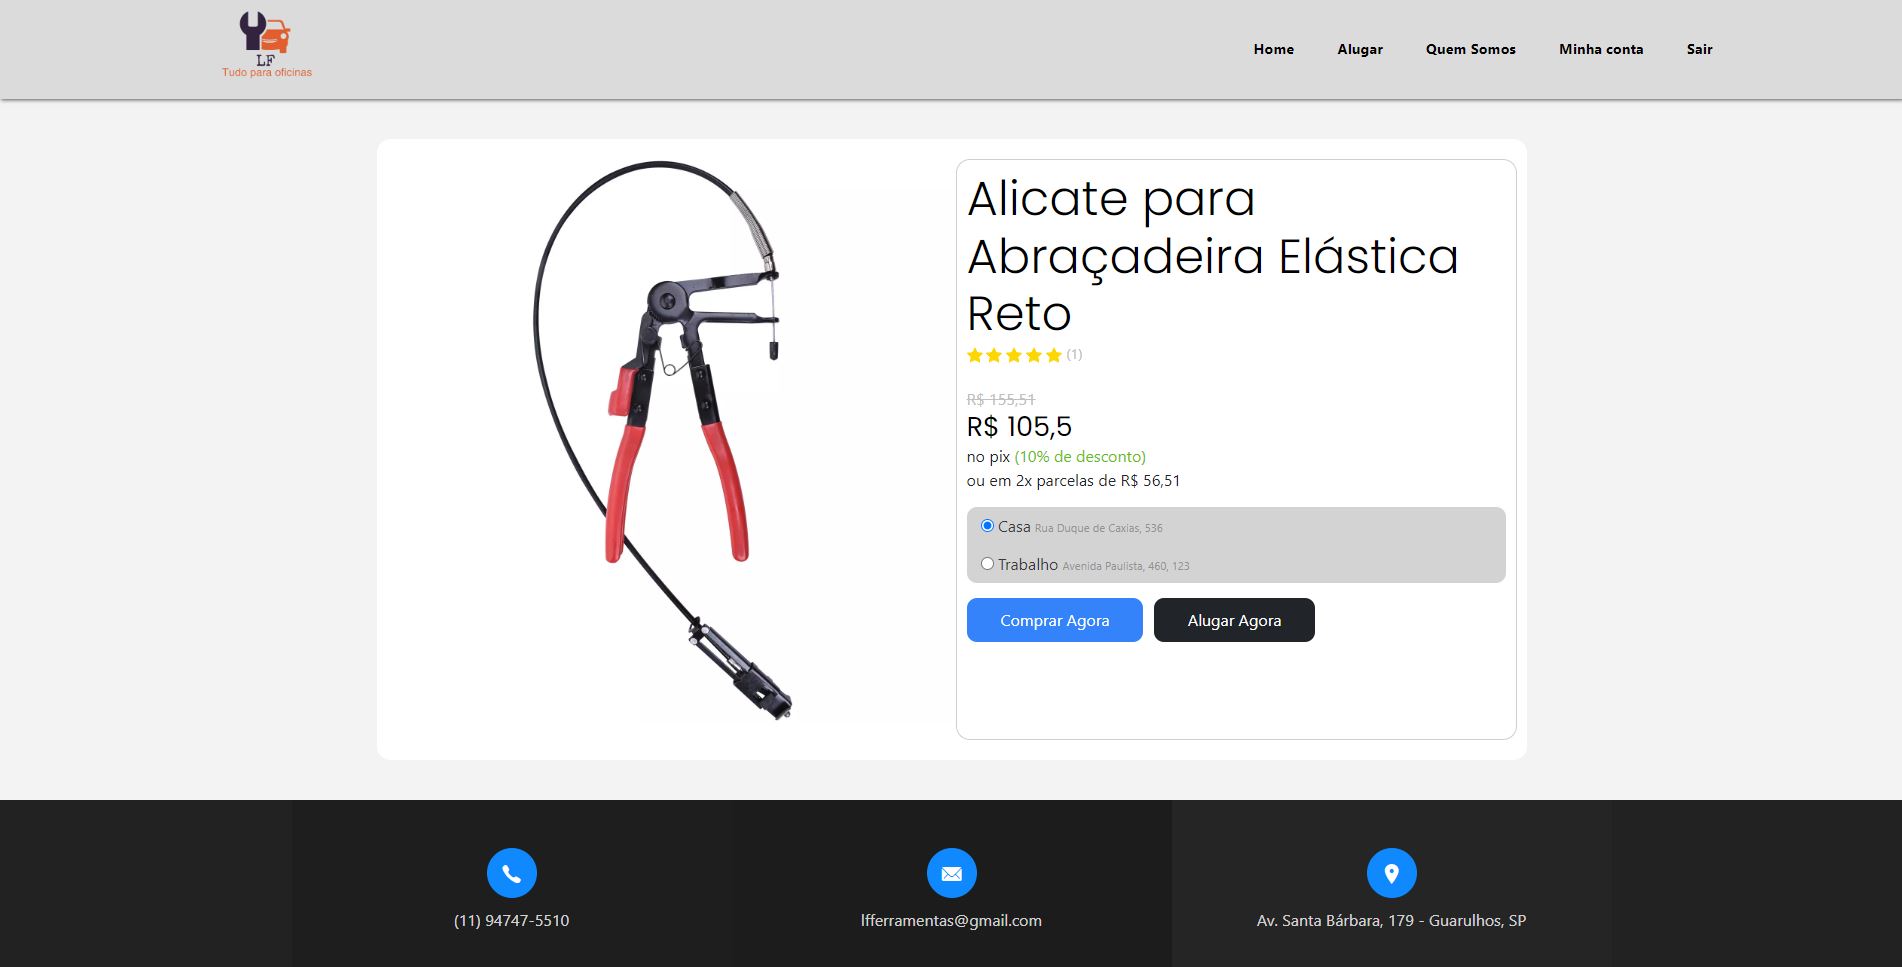 LF
Tudo para oficinas
Home
Alugar
Quem Somos
Minha conta
Sair
Alicate para
Abraçadeira Elástica
Reto
(1)
R$ 155,51
R$ 105,5
no pix (10% de desconto)
ou em 2x parcelas de R$ 56,51
Casa Rua Duque de Caxias, 536
Trabalho Avenida Paulista, 460, 123
Comprar Agora
Alugar Agora
(11) 94747-5510
lfferramentas@gmail.com
Av. Santa Bárbara, 179 - Guarulhos, SP